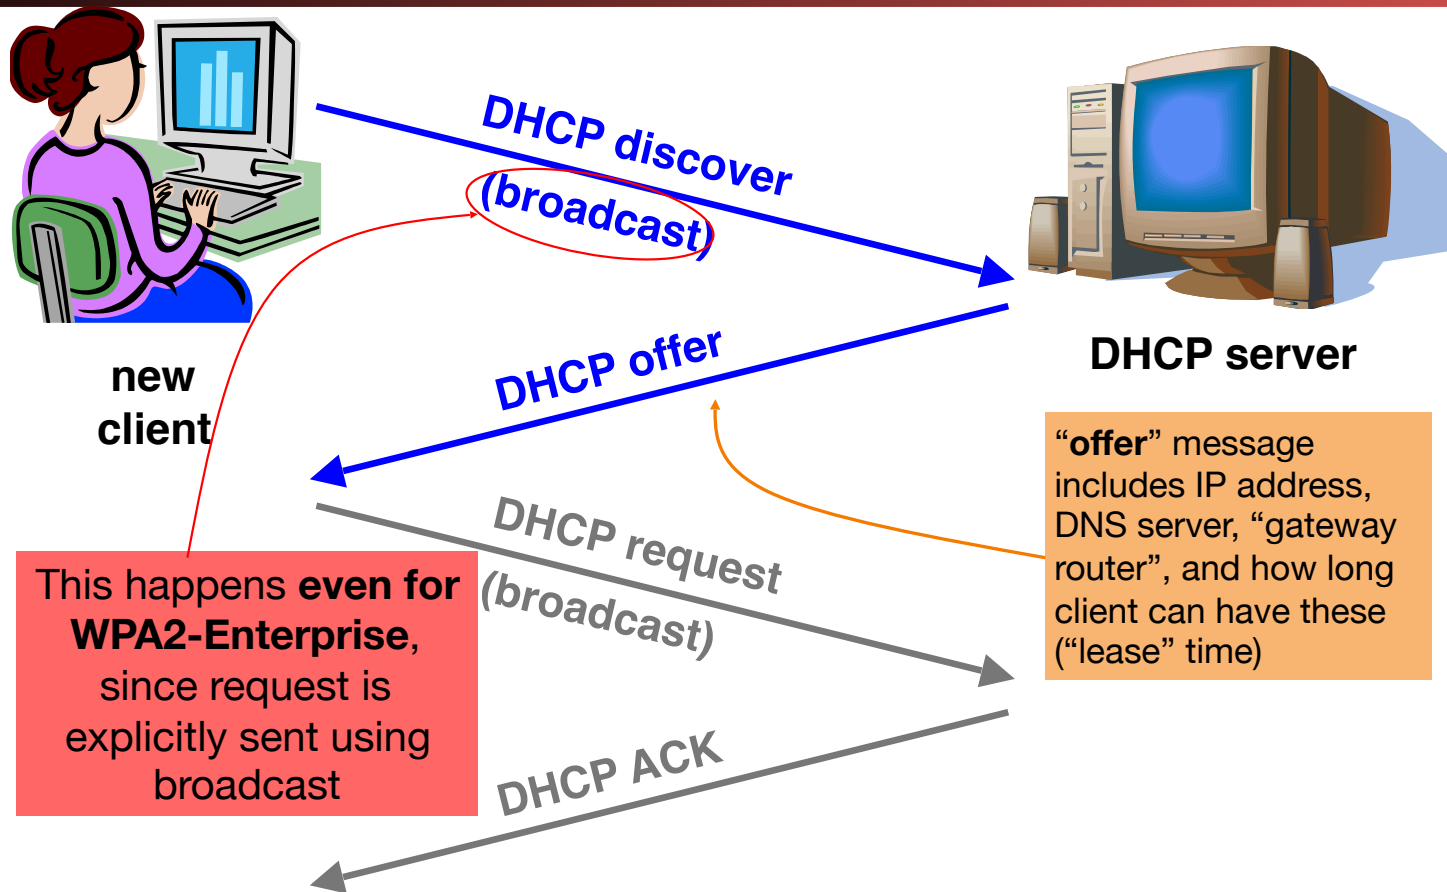 DHCP discover
(broadcast)
DHCP offer
new
client
DHCP server
“offer” message
includes IP address,
DNS server, “gateway
router”, and how long
client can have these
(“lease” time)
DHCP request
(broadcast)
This happens even for
WPA2-Enterprise,
since request is
explicitly sent using
broadcast
DHCP ACK